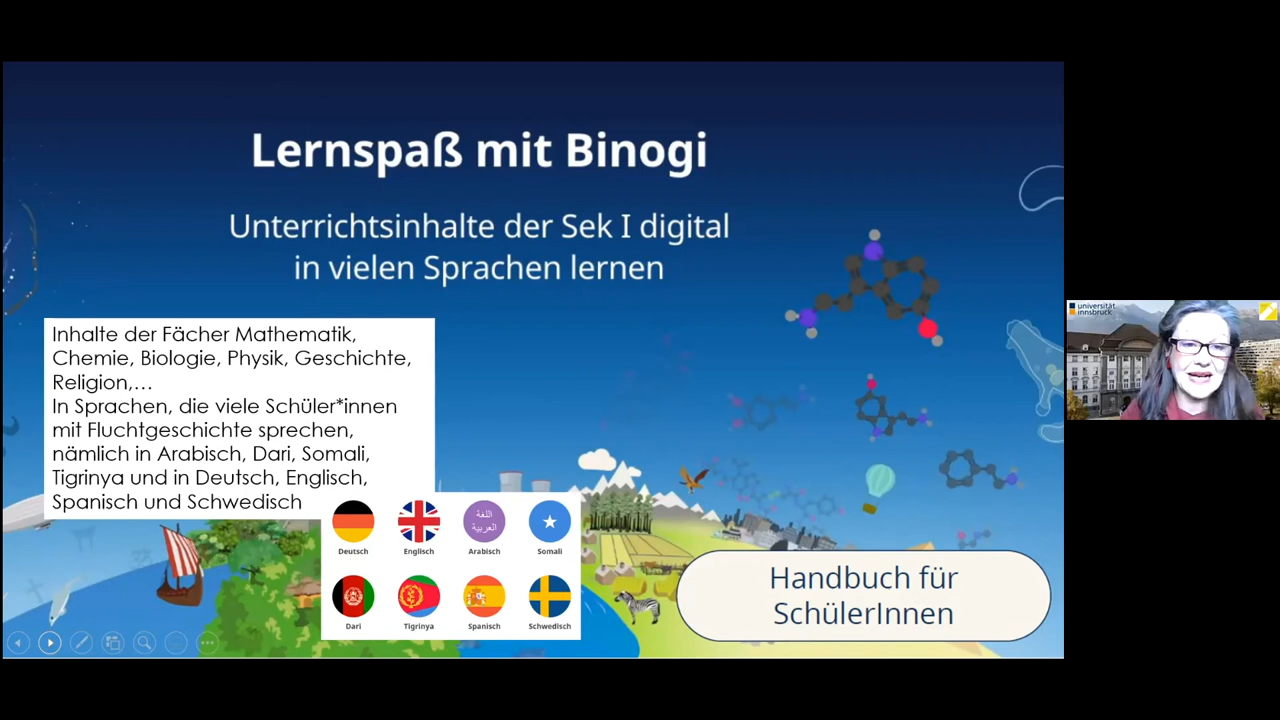 Lernspaß mit Binogi
Unterrichtsinhalte der Sek I digital
in vielen Sprachen lernen
Inhalte der Fächer Mathematik,
Chemie, Biologie, Physik, Geschichte,
Religion,…
In Sprachen, die viele Schüler*innen
mit Fluchtgeschichte sprechen,
nämlich in Arabisch, Dari, Somali,
Tigrinya und in Deutsch, Englisch,
Spanisch und Schwedisch
اللغة
العربية
Deutsch
Englisch
Arabisch
Somali
Dari
Tigrinya
Spanisch
Schwedisch
Handbuch für
SchülerInnen
universität
innsbruck